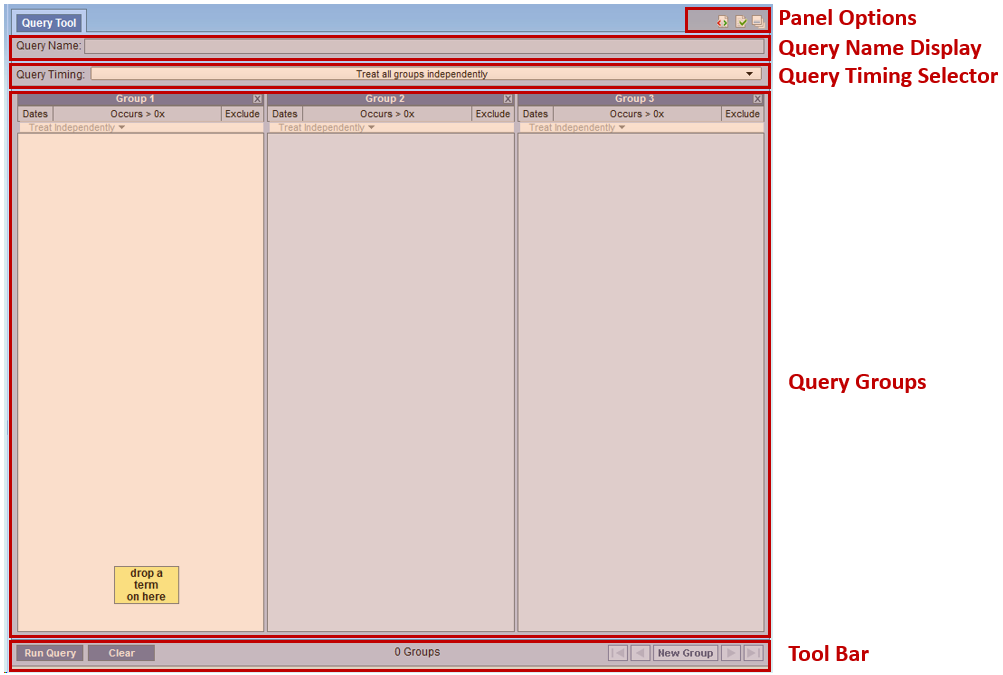 Query Tool
Panel Options
Query Name:
Query Name Display
Query Timing: Treat all groups independently
Query Timing Selector
Group 1 X Group 2 X Group 3 X
Dates Occurs > 0x Exclude Dates Occurs > 0x Exclude Dates Occurs > 0x Exclude
Treat Independently Treat Independently Treat Independently
Query Groups
drop a
term
on here
Run Query Clear 0 Groups New Group
Tool Bar